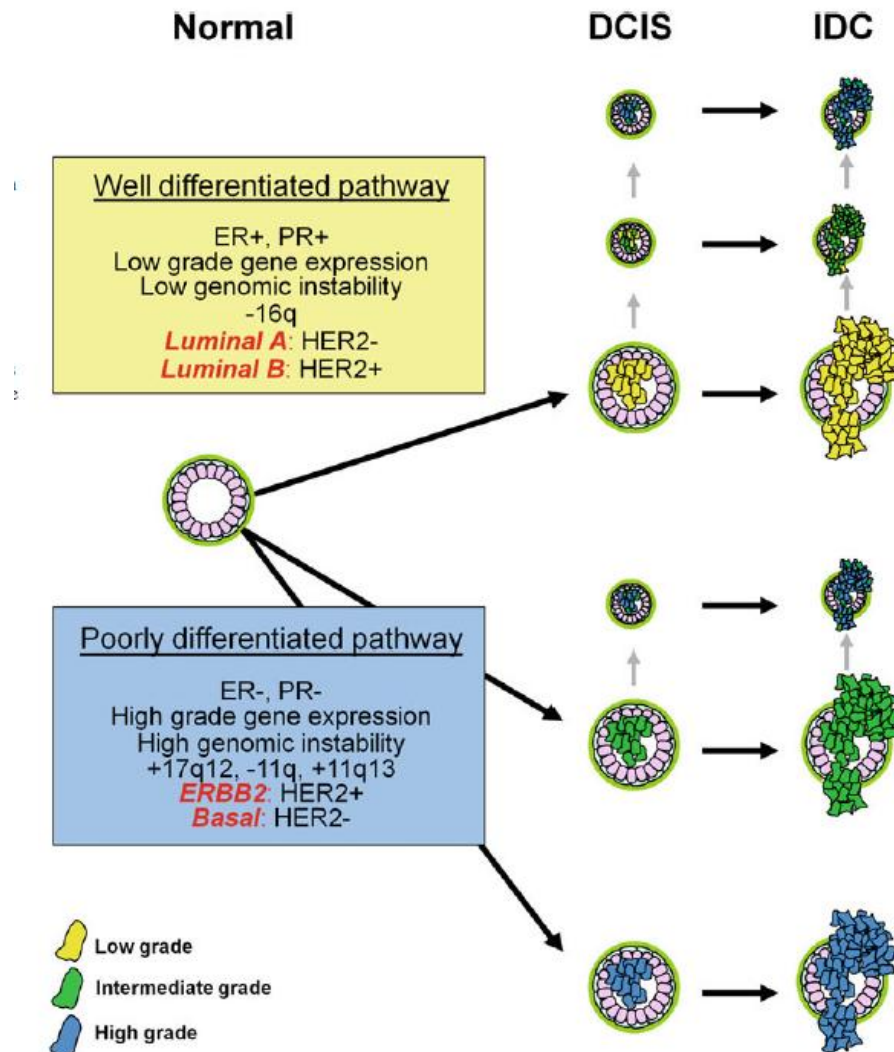 Normal DCIS IDC
Well differentiated pathway
ER+, PR+
Low grade gene expression
Low genomic instability
-16q
Luminal A: HER2-
Luminal B: HER2+
Poorly differentiated pathway
ER-, PR-
High grade gene expression
High genomic instability
+17q12, -11q, +11q13
ERBB2: HER2+
Basal: HER2-
Low grade
Intermediate grade
High grade